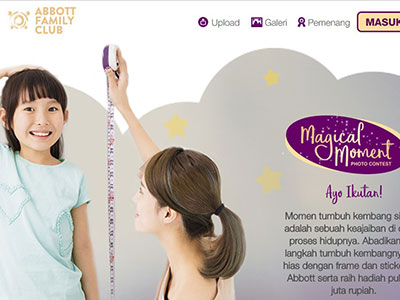 ABBOTT
FAMILY
CLUB
Upload Galeri Pemenang MASUK
Magical
Moment
PHOTO CONTEST
Ayo Ikutan!
Momen tumbuh kembang si
adalah sebuah keajaiban di
proses hidupnya. Abadikan
langkah tumbuh kembangny
hias dengan frame dan sticke
Abbott serta raih hadiah pul
juta rupiah.